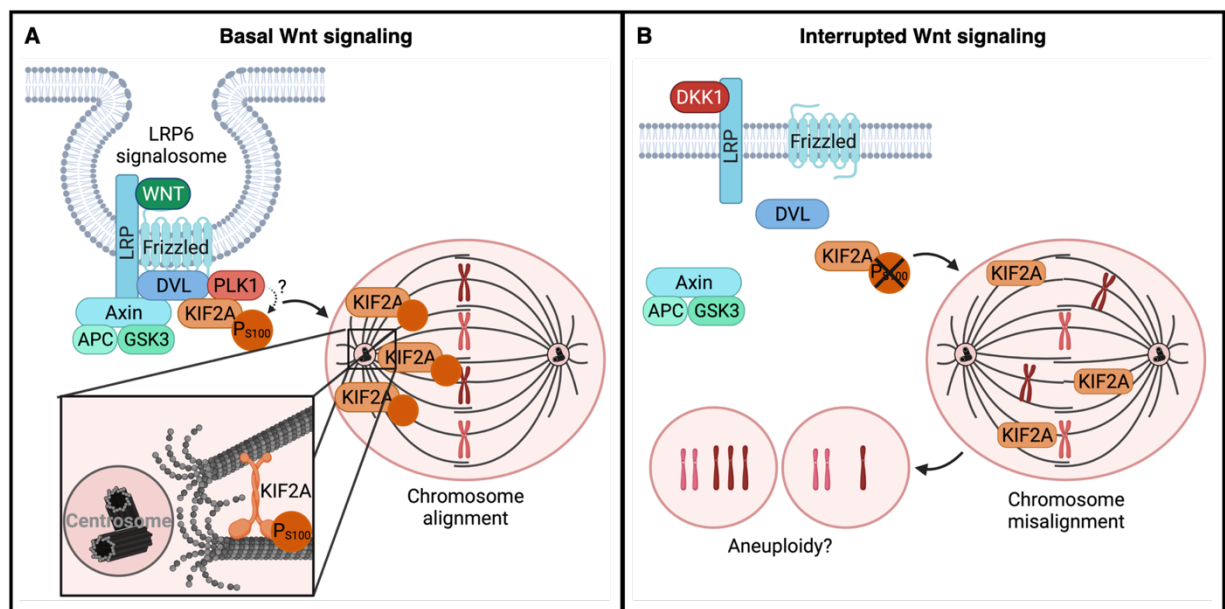 A
Basal Wnt signaling
LRP6
signalosome
WNT
LRP
Frizzled
DVL
PLK1
?
Axin
KIF2A
APC
GSK3
PS100
KIF2A
KIF2A
KIF2A
Centrosome
KIF2A
PS100
Chromosome
alignment
B
Interrupted Wnt signaling
DKK1
LRP
Frizzled
DVL
KIF2A
PS100
Axin
APC
GSK3
KIF2A
KIF2A
KIF2A
Chromosome
misalignment
Aneuploidy?